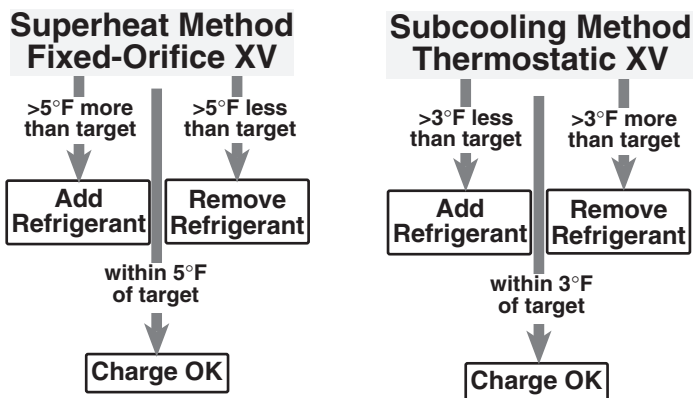 Superheat Method
Fixed-Orifice XV
>5°F more
than target
>5°F less
than target
Add
Refrigerant
Remove
Refrigerant
within 5°F
of target
Charge OK
Subcooling Method
Thermostatic XV
>3°F less
than target
>3°F more
than target
Add
Refrigerant
Remove
Refrigerant
within 3°F
of target
Charge OK